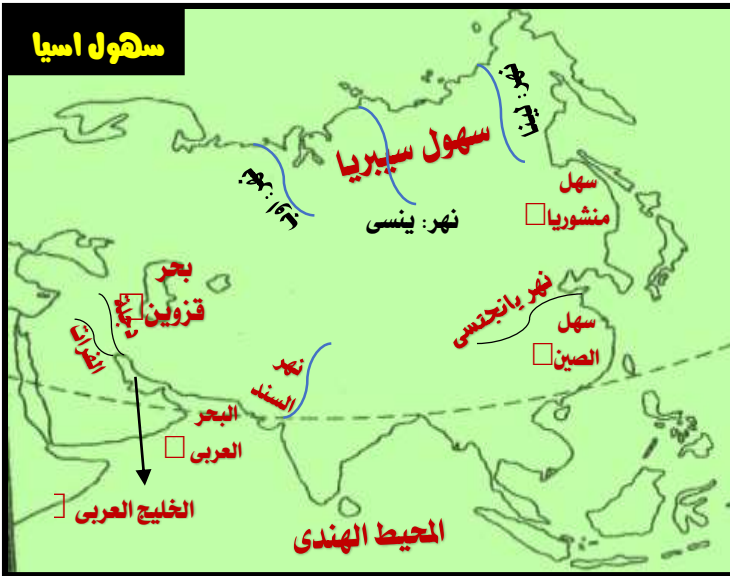 سهول اسيا
نهر: لينا
سهول سيبريا
نهر: اوبى
نهر: ينسى
سهل
منشوريا
بحر
قزوين
دجلة
الفرات
نهر يانجتسى
سهل
الصين
نهر
السند
البحر
العربى
الخليج العربى
المحيط الهندى